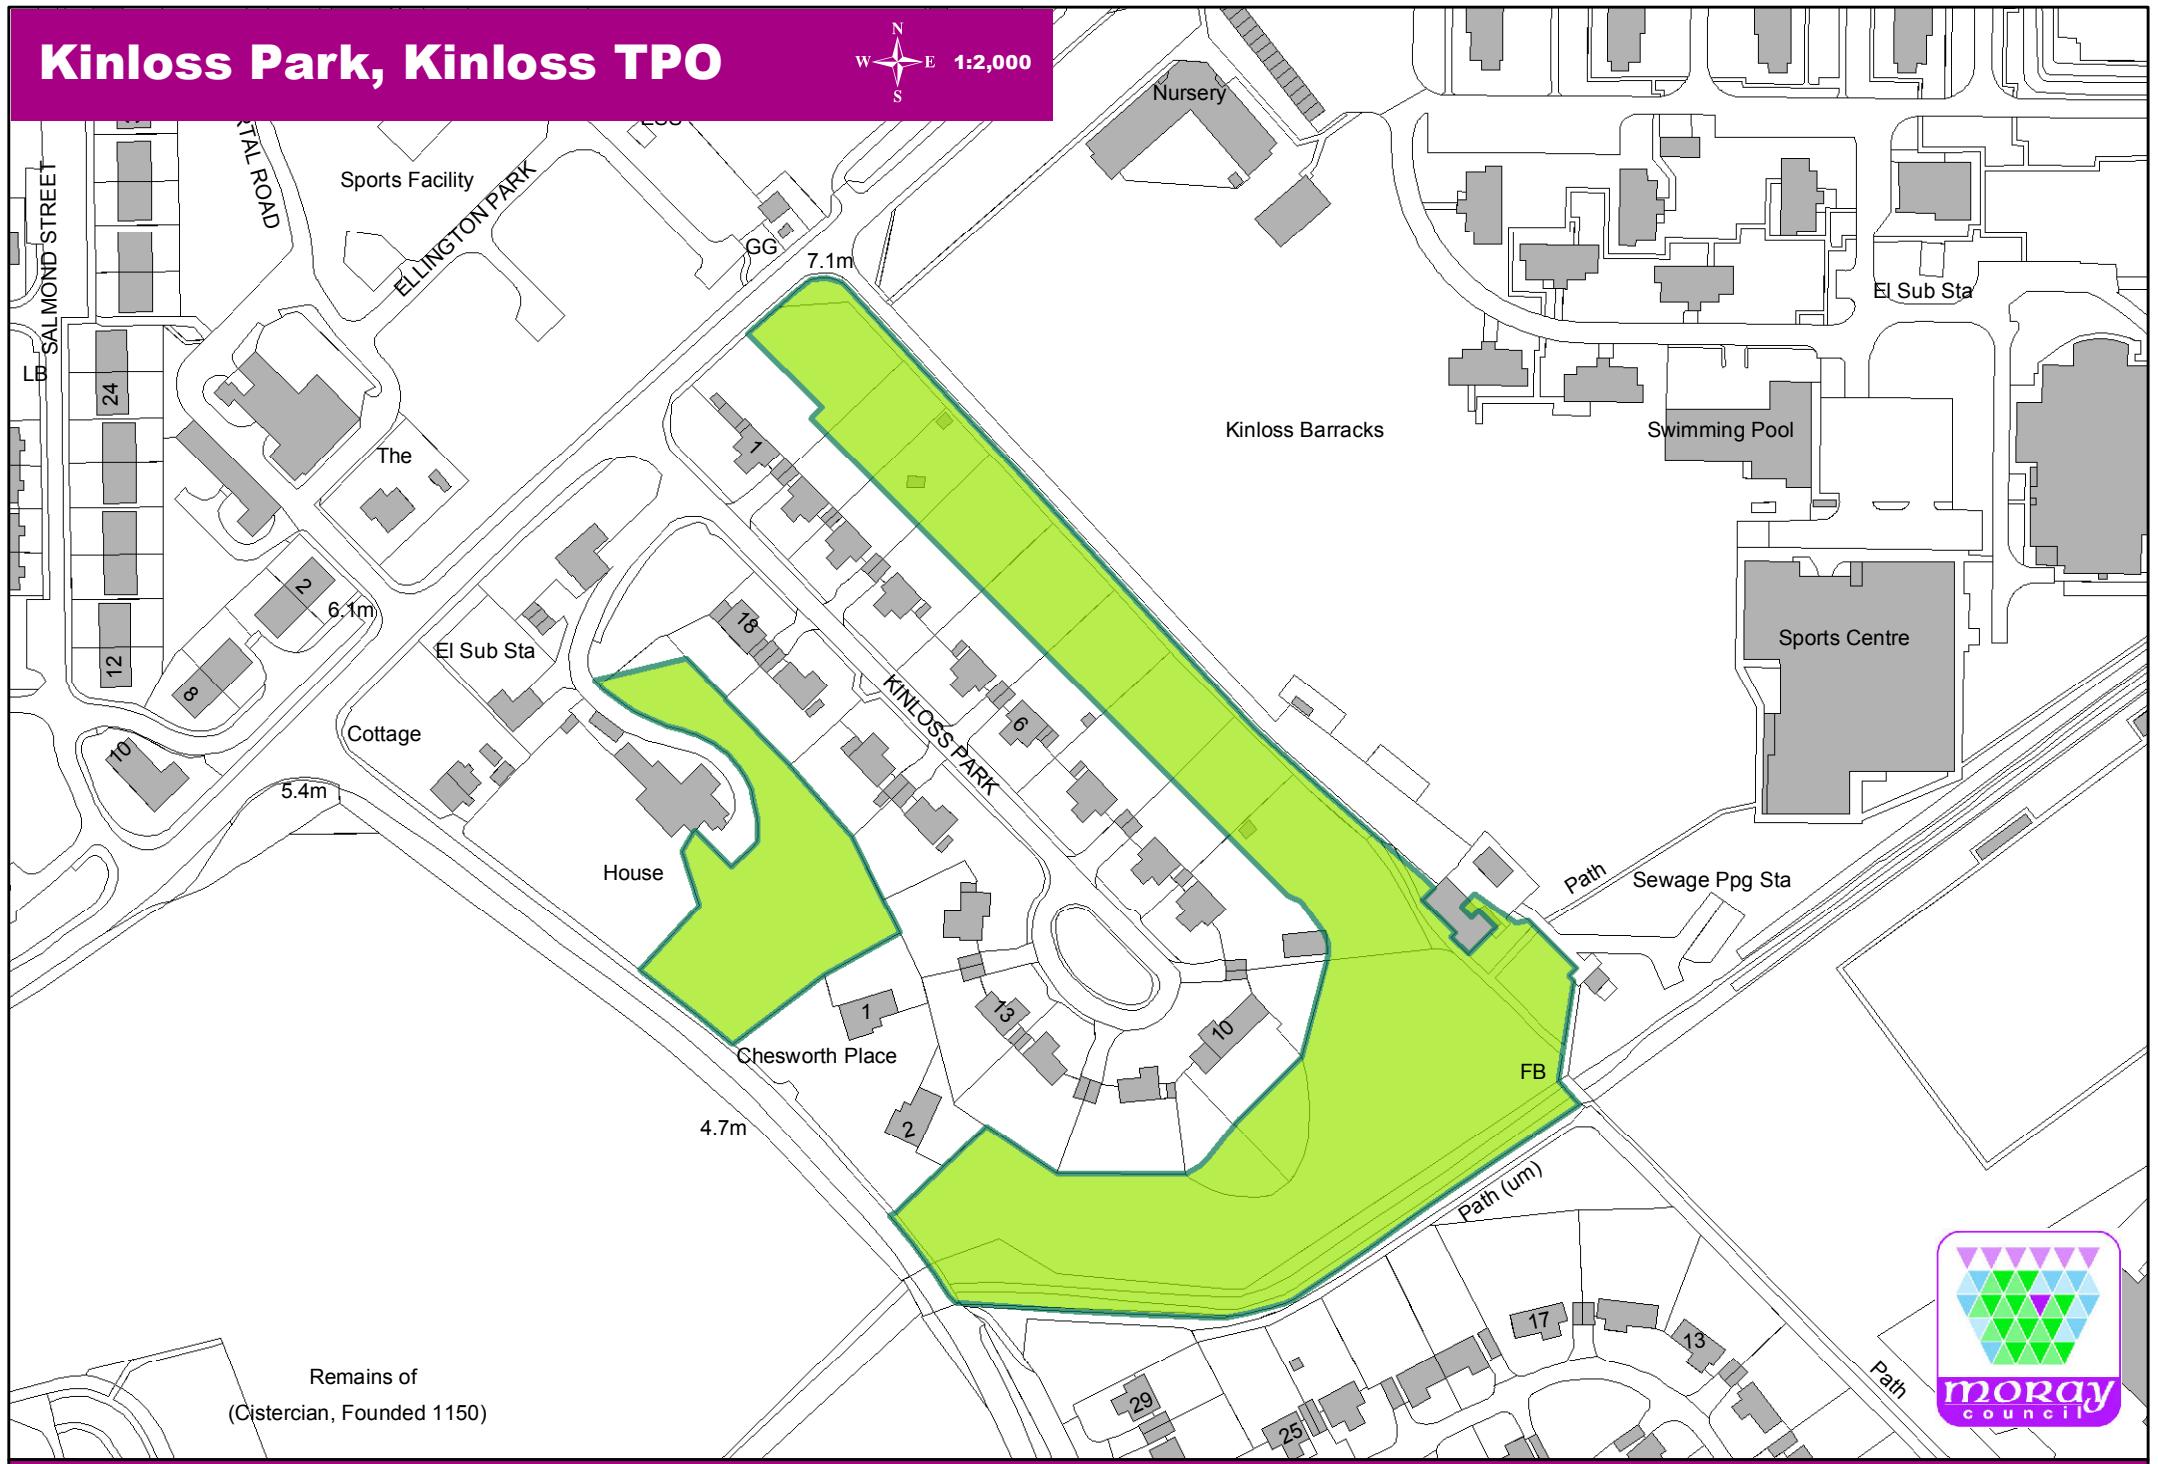 Kinloss Park, Kinloss TPO
N
W E
S
1:2,000
Nursery
Sports Facility
ELLINGTON PARK
SALMOND STREET
GG
7.1m
El Sub Sta
LB
24
The
1
Kinloss Barracks
Swimming Pool
2
6.1m
18
Sports Centre
El Sub Sta
12
8
KINLOSS PARK
6
Cottage
10
5.4m
House
Path
Sewage Ppg Sta
1
13
10
Chesworth Place
FB
2
4.7m
Path (um)
17
13
Remains of
(Cistercian, Founded 1150)
29
25
Path
moray
council